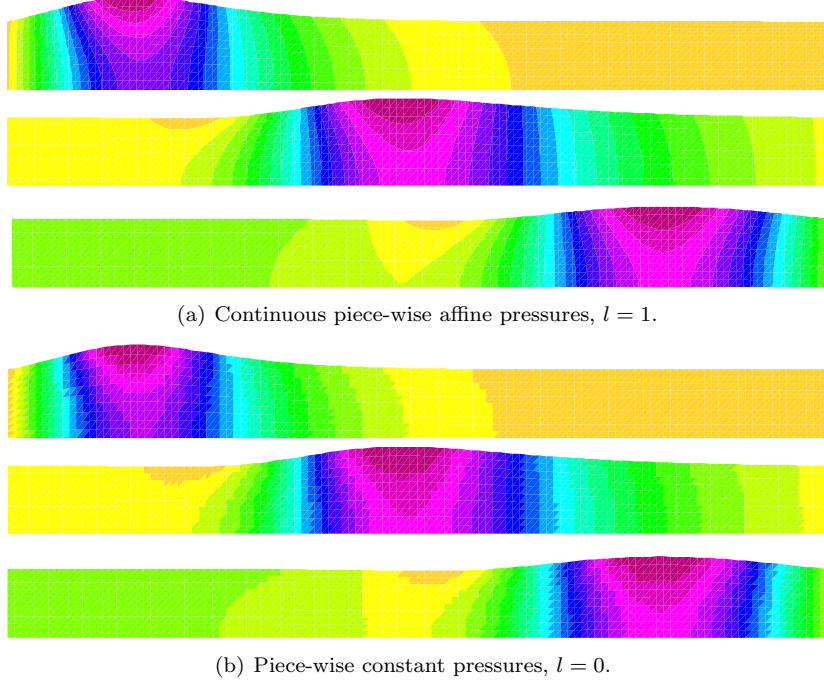 (a) Continuous piece-wise affine pressures, l = 1.
(b) Piece-wise constant pressures, l = 0.